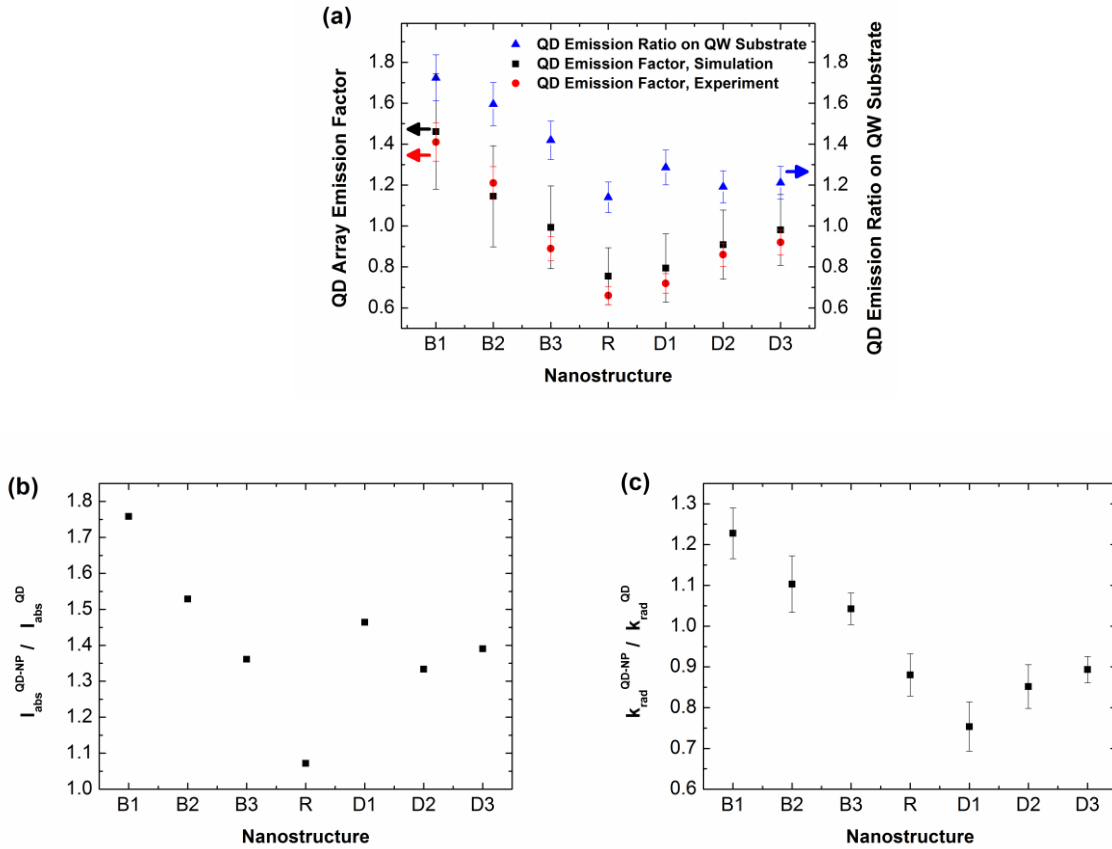 (a)
QD Emission Ratio on QW Substrate
QD Emission Factor, Simulation
QD Emission Factor, Experiment
QD Array Emission Factor
1.8
1.6
1.4
1.2
1.0
0.8
0.6
1.8
1.6
1.4
1.2
1.0
0.8
0.6
QD Emission Ratio on QW Substrate
B1 B2 B3 R D1 D2 D3
Nanostructure
(b)
I_abs^QD-NP / I_abs^QD
1.8
1.7
1.6
1.5
1.4
1.3
1.2
1.1
1.0
B1 B2 B3 R D1 D2 D3
Nanostructure
(c)
k_rad^QD-NP / k_rad^QD
1.3
1.2
1.1
1.0
0.9
0.8
0.7
0.6
B1 B2 B3 R D1 D2 D3
Nanostructure